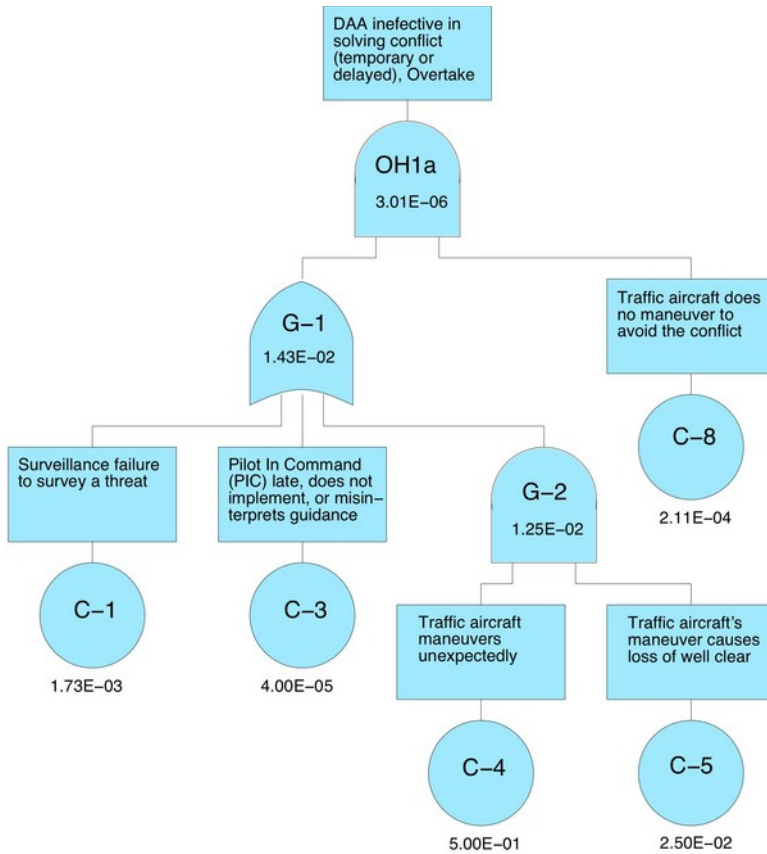 DAA inefective in
solving conflict
(temporary or
delayed), Overtake
OH1a
3.01E−06
G−1
1.43E−02
Traffic aircraft does
no maneuver to
avoid the conflict
C−8
2.11E−04
Surveillance failure
to survey a threat
C−1
1.73E−03
Pilot In Command
(PIC) late, does not
implement, or misin−
terprets guidance
C−3
4.00E−05
G−2
1.25E−02
Traffic aircraft
maneuvers
unexpectedly
C−4
5.00E−01
Traffic aircraft's
maneuver causes
loss of well clear
C−5
2.50E−02